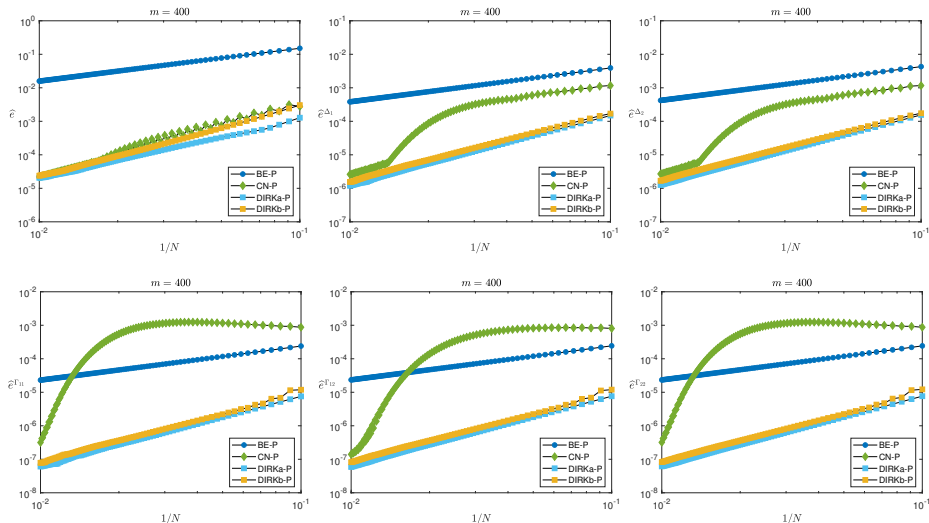 m = 400
10^0
10^-1
10^-2
10^-3
10^-4
10^-5
10^-6
10^-2
10^-1
1/N
ê
BE-P
CN-P
DIRKa-P
DIRKb-P
m = 400
10^-1
10^-2
10^-3
10^-4
10^-5
10^-6
10^-7
10^-2
10^-1
1/N
ê^Δ₁
BE-P
CN-P
DIRKa-P
DIRKb-P
m = 400
10^-1
10^-2
10^-3
10^-4
10^-5
10^-6
10^-7
10^-2
10^-1
1/N
ê^Δ₂
BE-P
CN-P
DIRKa-P
DIRKb-P
m = 400
10^-2
10^-3
10^-4
10^-5
10^-6
10^-7
10^-8
10^-2
10^-1
1/N
ê^Γ₁₁
BE-P
CN-P
DIRKa-P
DIRKb-P
m = 400
10^-2
10^-3
10^-4
10^-5
10^-6
10^-7
10^-8
10^-2
10^-1
1/N
ê^Γ₁₂
BE-P
CN-P
DIRKa-P
DIRKb-P
m = 400
10^-2
10^-3
10^-4
10^-5
10^-6
10^-7
10^-8
10^-2
10^-1
1/N
ê^Γ₂₂
BE-P
CN-P
DIRKa-P
DIRKb-P